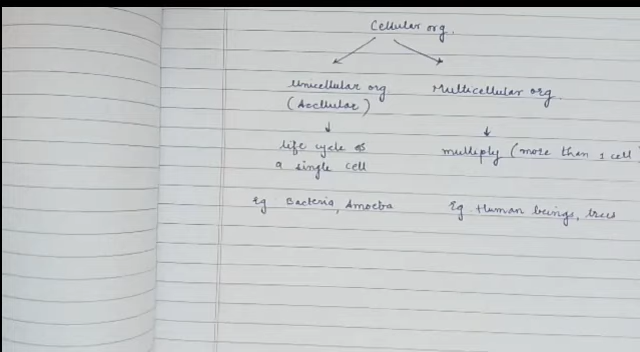 Cellular org.
Unicellular org Multicellular org.
(Acellular)
life cycle of multiply (more than 1 cell
a single cell
Eg Bacteria, Amoeba Eg Human beings, trees